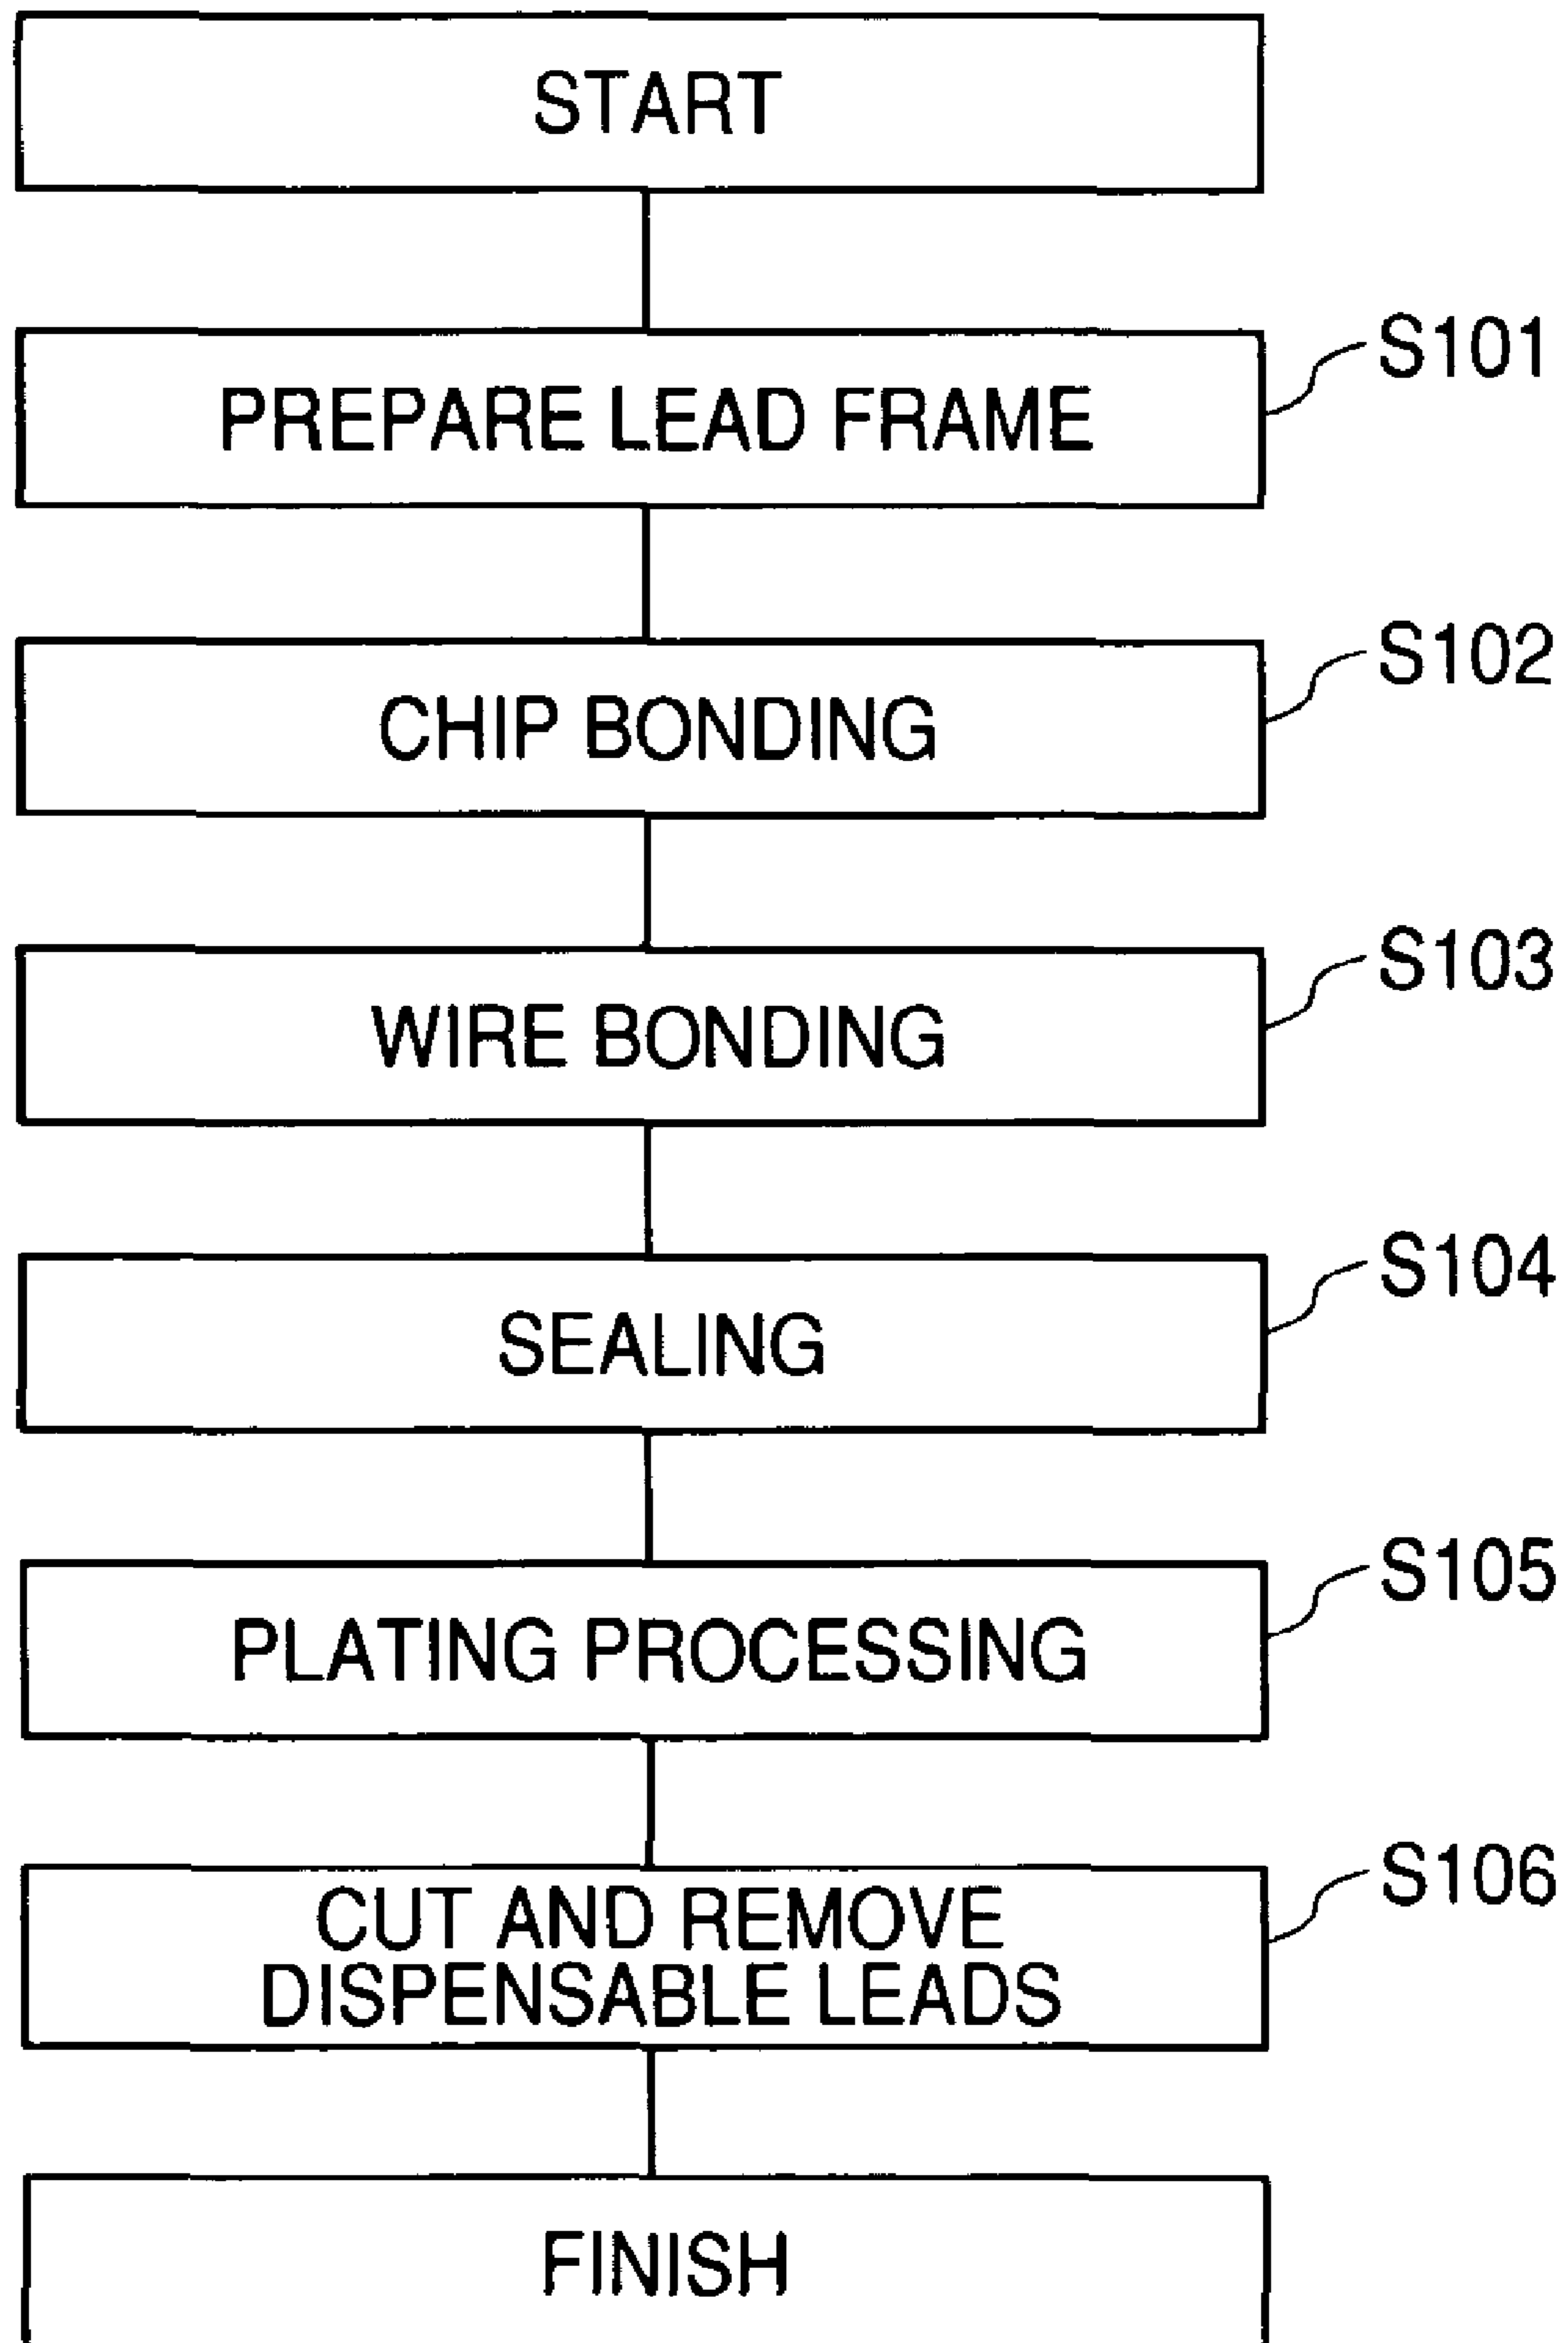 START
PREPARE LEAD FRAME
S101
CHIP BONDING
S102
WIRE BONDING
S103
SEALING
S104
PLATING PROCESSING
S105
CUT AND REMOVE
DISPENSABLE LEADS
S106
FINISH